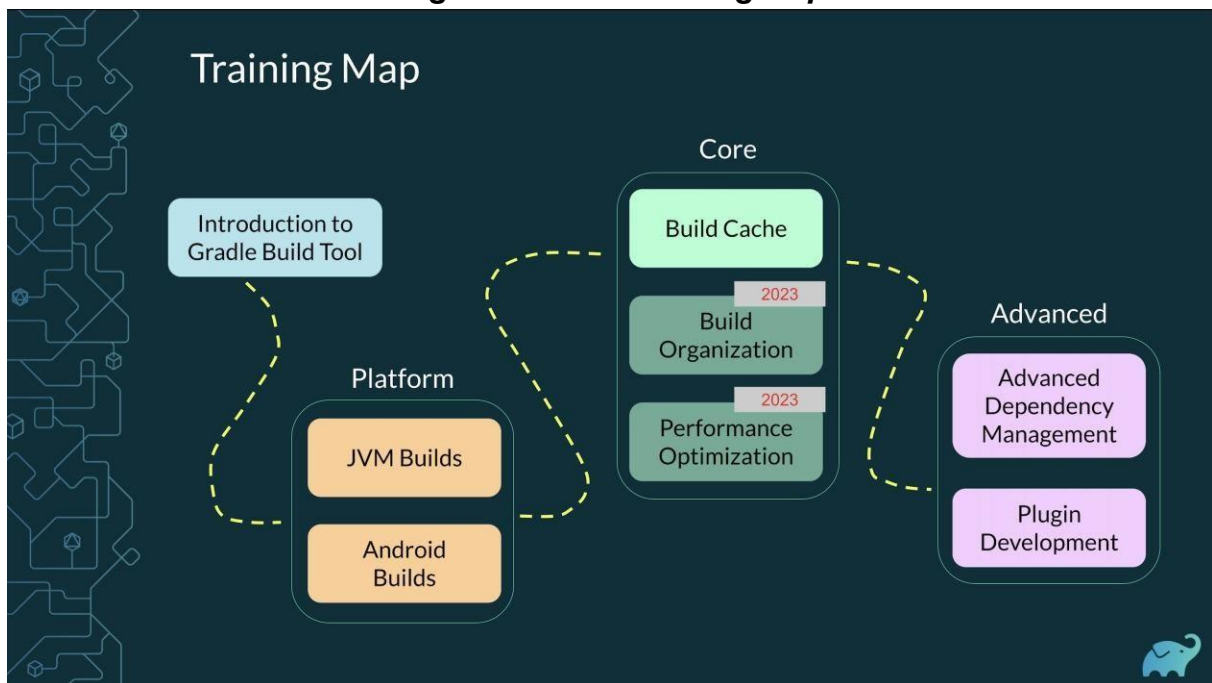 Training Map
Introduction to
Gradle Build Tool
Platform
JVM Builds
Android
Builds
Core
Build Cache
2023
Build
Organization
2023
Performance
Optimization
Advanced
Advanced
Dependency
Management
Plugin
Development